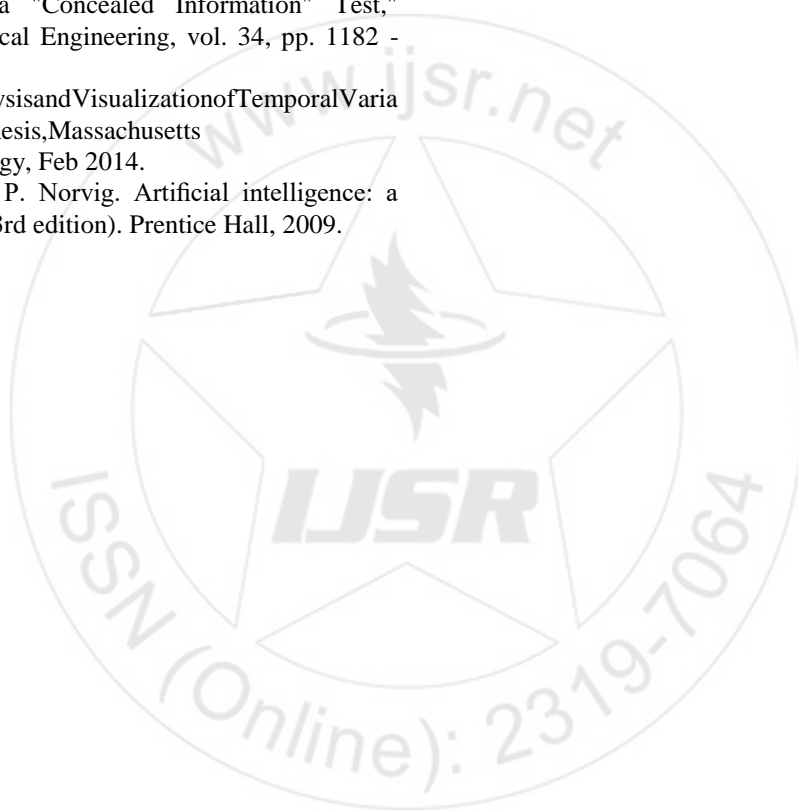 a "Concealed Information" Test,"
cal Engineering, vol. 34, pp. 1182 -
ysisandVisualizationofTemporalVaria
esis,Massachusetts
gy, Feb 2014.
P. Norvig. Artificial intelligence: a
3rd edition). Prentice Hall, 2009.
www.ijsr.net
IJSR
ISSN (Online): 2319-7064